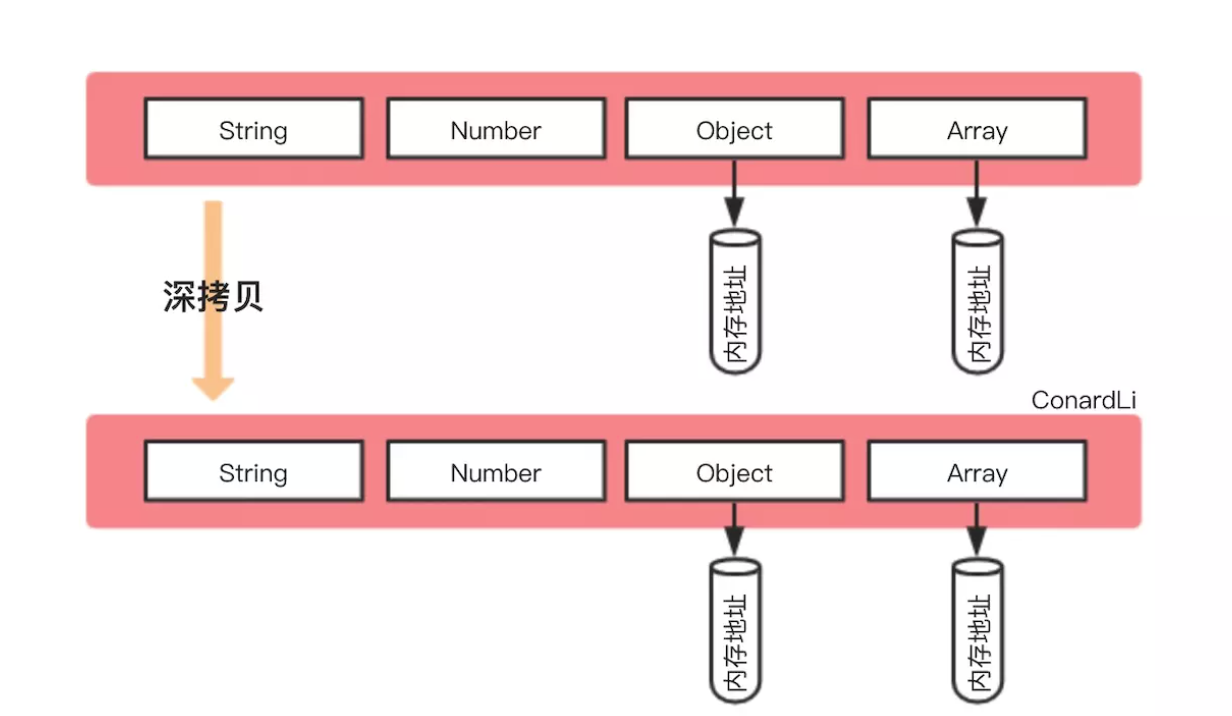 String
Number
Object
Array
内存地址
内存地址
深拷贝
ConardLi
String
Number
Object
Array
内存地址
内存地址